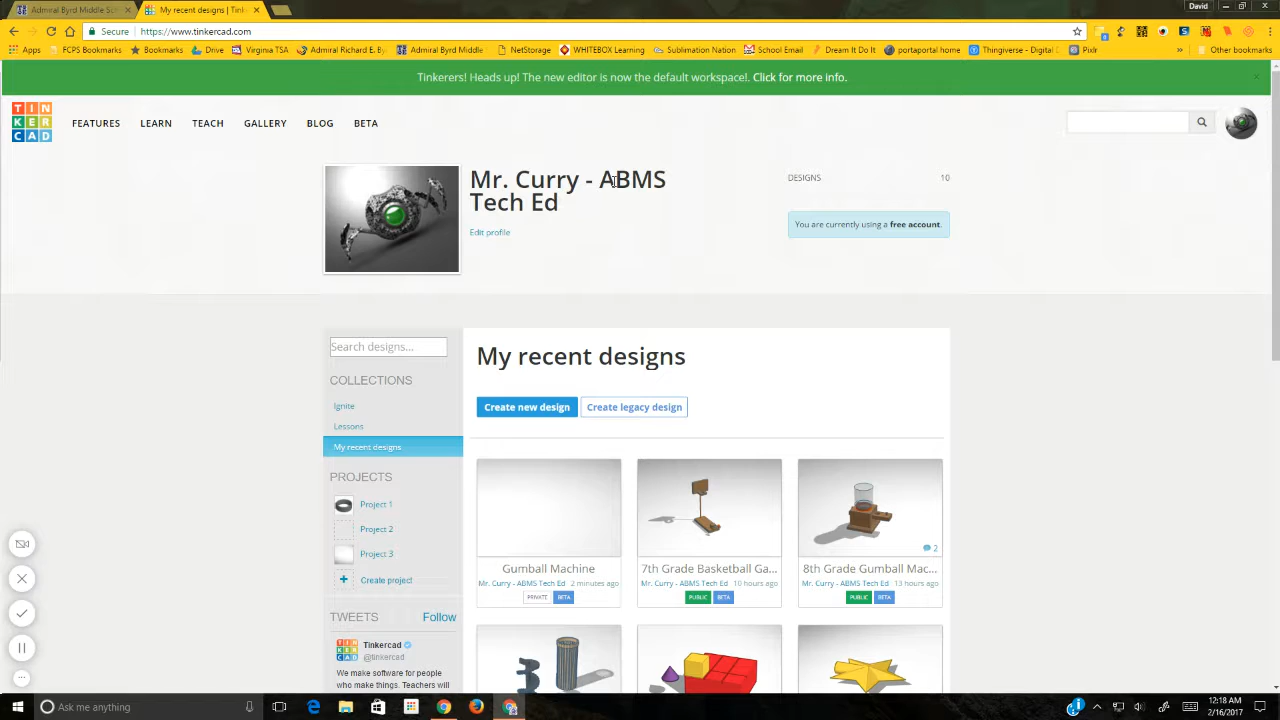 David
Admiral Byrd Middle Sch
My recent designs | Tink
Secure
https://www.tinkercad.com
Apps
FCPS Bookmarks
Bookmarks
Drive
Virginia TSA
Admiral Richard E. By
Admiral Byrd Middle
NetStorage
WHITEBOX Learning
Sublimation Nation
School Email
Dream It Do It
portaportal home
Thingiverse - Digital
Pixlr
»
Other bookmarks
Tinkerers! Heads up! The new editor is now the default workspace!. Click for more info.
×
TIN
KER
CAD
FEATURES
LEARN
TEACH
GALLERY
BLOG
BETA
Mr. Curry - ABMS
Tech Ed
Edit profile
DESIGNS 10
You are currently using a free account.
Search designs...
COLLECTIONS
Ignite
Lessons
My recent designs
PROJECTS
Project 1
Project 2
Project 3
Create project
TWEETS Follow
Tinkercad
@tinkercad
We make software for people
who make things. Teachers will
My recent designs
Create new design
Create legacy design
Gumball Machine
Mr. Curry - ABMS Tech Ed 2 minutes ago
PRIVATE BETA
7th Grade Basketball Ga...
Mr. Curry - ABMS Tech Ed 10 hours ago
PUBLIC BETA
2
8th Grade Gumball Mac...
Mr. Curry - ABMS Tech Ed 13 hours ago
PUBLIC BETA
Ask me anything
12:18 AM
2/16/2017